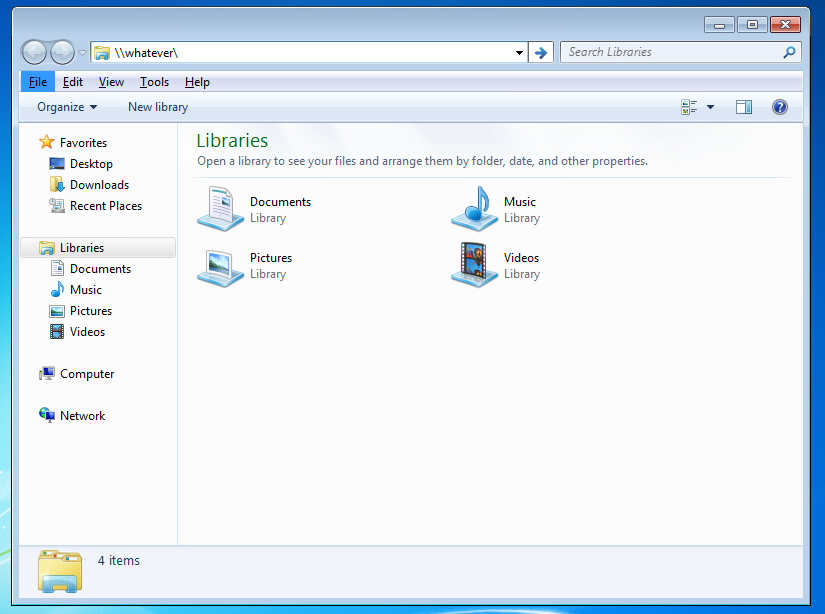 \\whatever\
Search Libraries
File Edit View Tools Help
Organize New library
Favorites
Desktop
Downloads
Recent Places
Libraries
Documents
Music
Pictures
Videos
Computer
Network
Libraries
Open a library to see your files and arrange them by folder, date, and other properties.
Documents
Library
Music
Library
Pictures
Library
Videos
Library
4 items